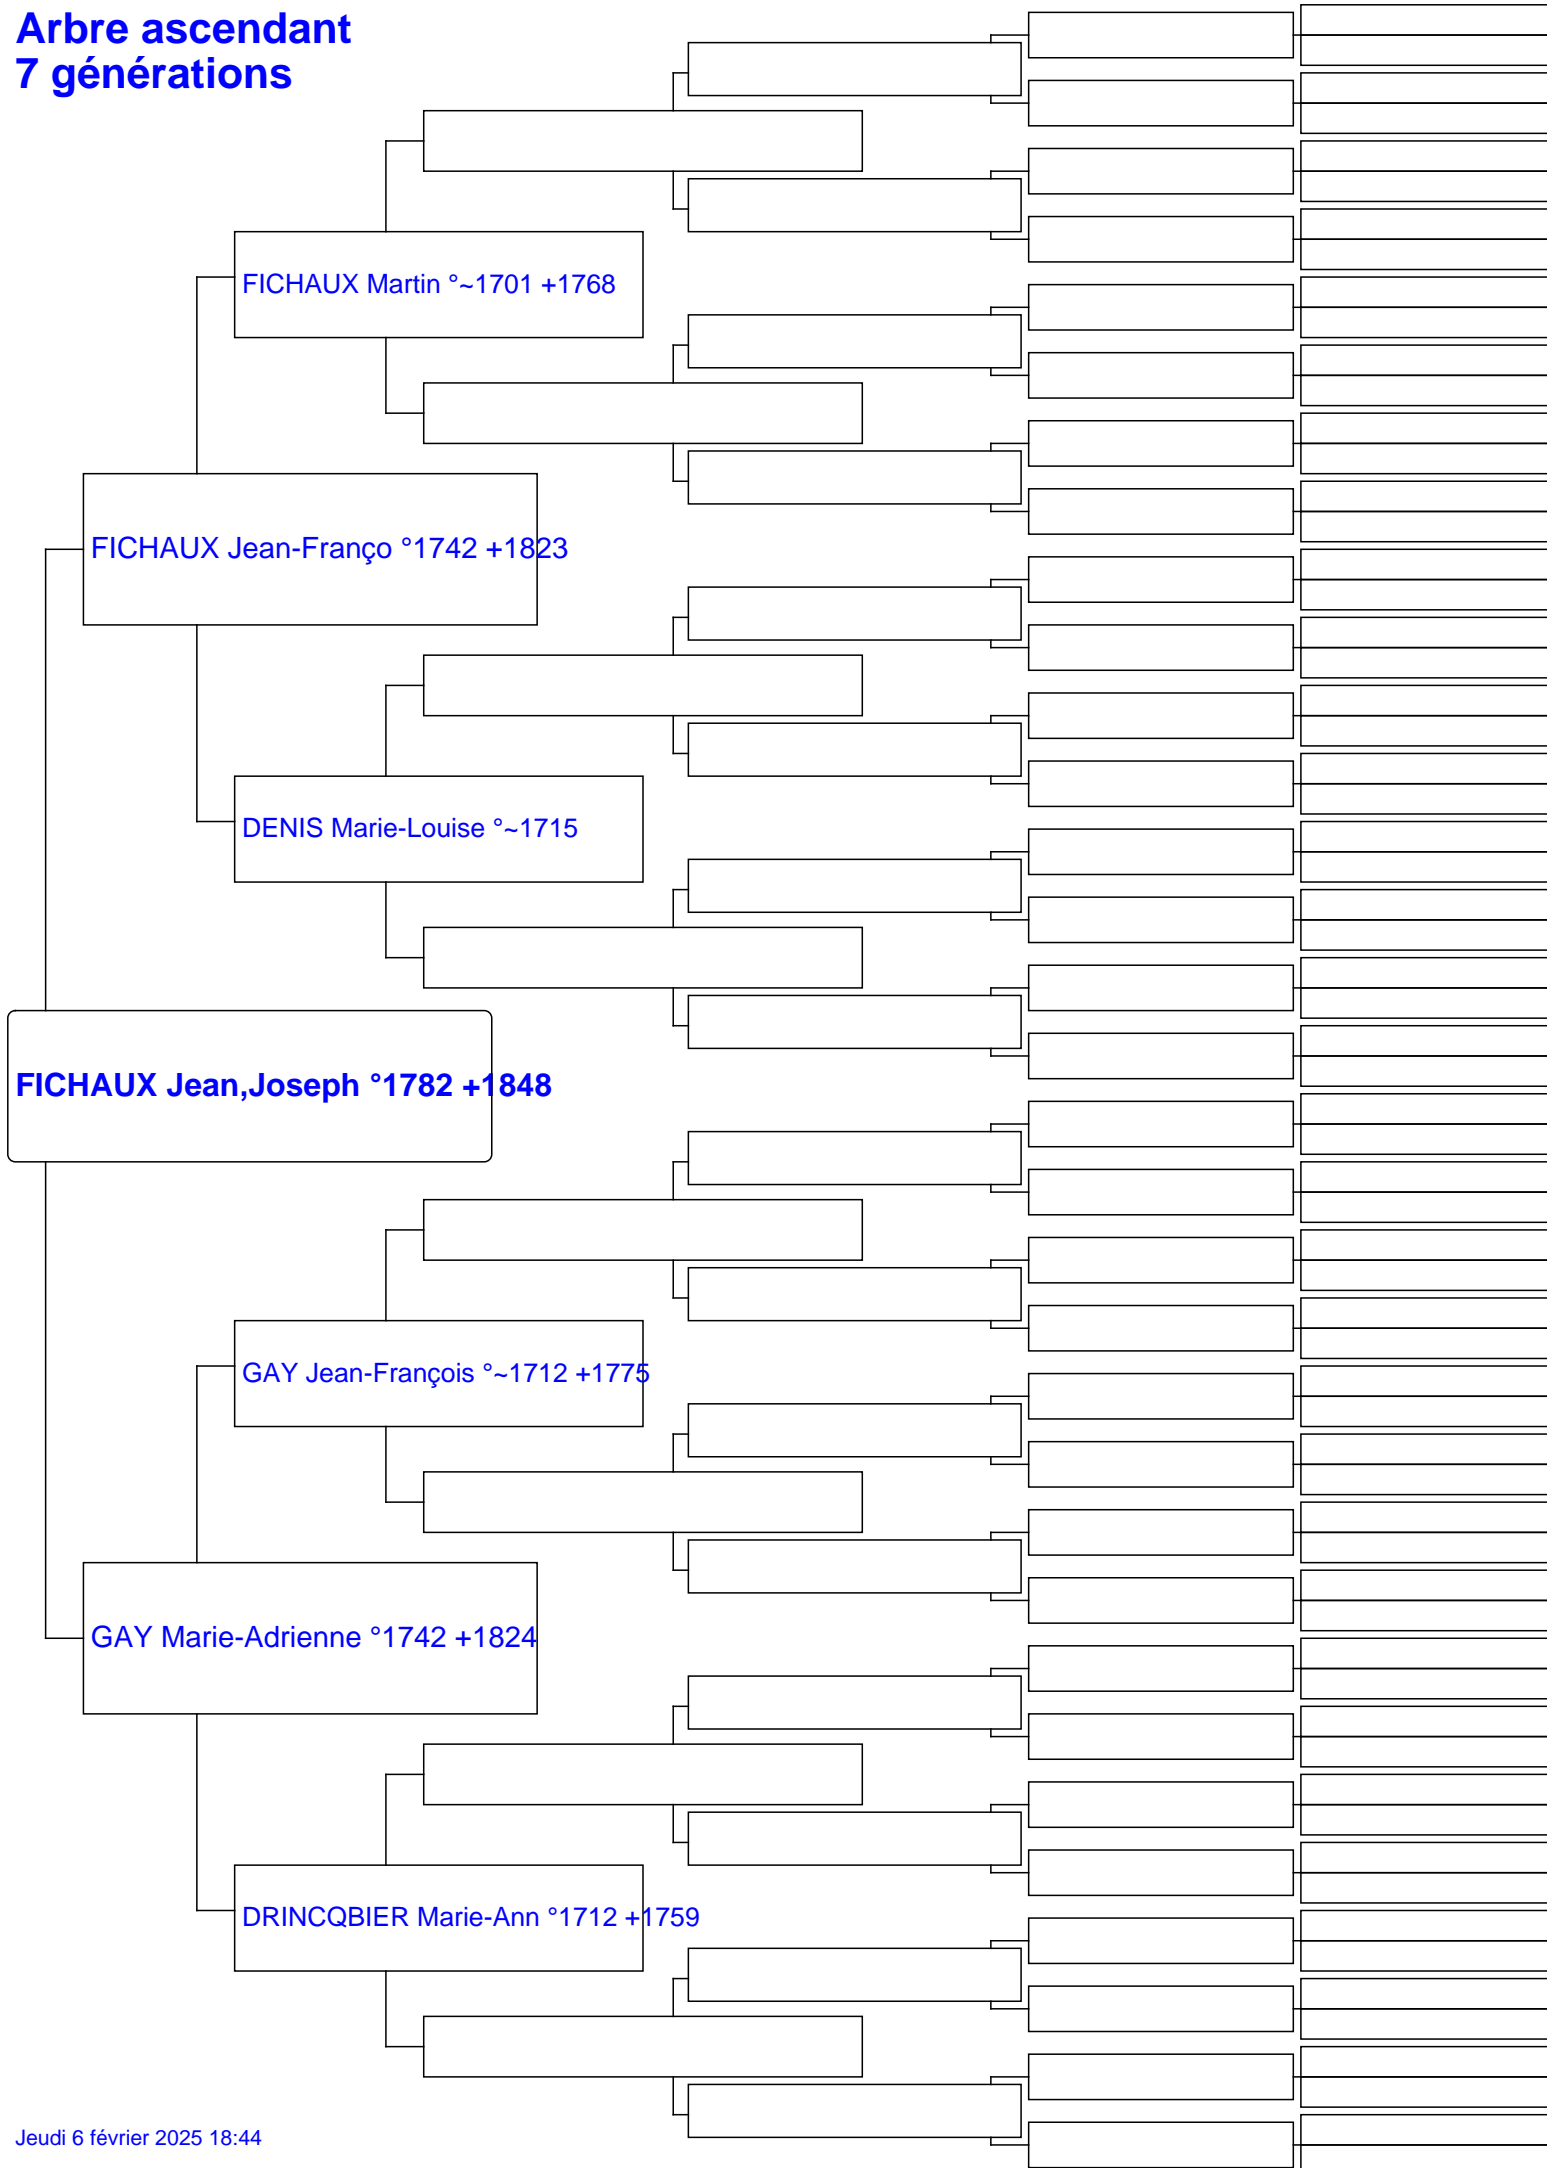 Arbre ascendant
7 générations
FICHAUX Martin °~1701 +1768
FICHAUX Jean-Franço °1742 +1823
DENIS Marie-Louise °~1715
FICHAUX Jean,Joseph °1782 +1848
GAY Jean-François °~1712 +1775
GAY Marie-Adrienne °1742 +1824
DRINCQBIER Marie-Ann °1712 +1759
Jeudi 6 février 2025 18:44